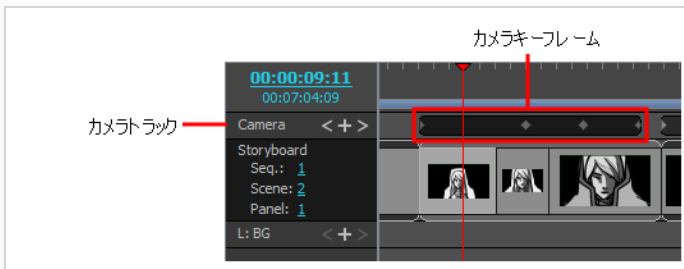 カメラキーフレーム
00:00:09:11
00:07:04:09
カメラトラック
Camera < + >
Storyboard
Seq.: 1
Scene: 2
Panel: 1
L: BG < + >